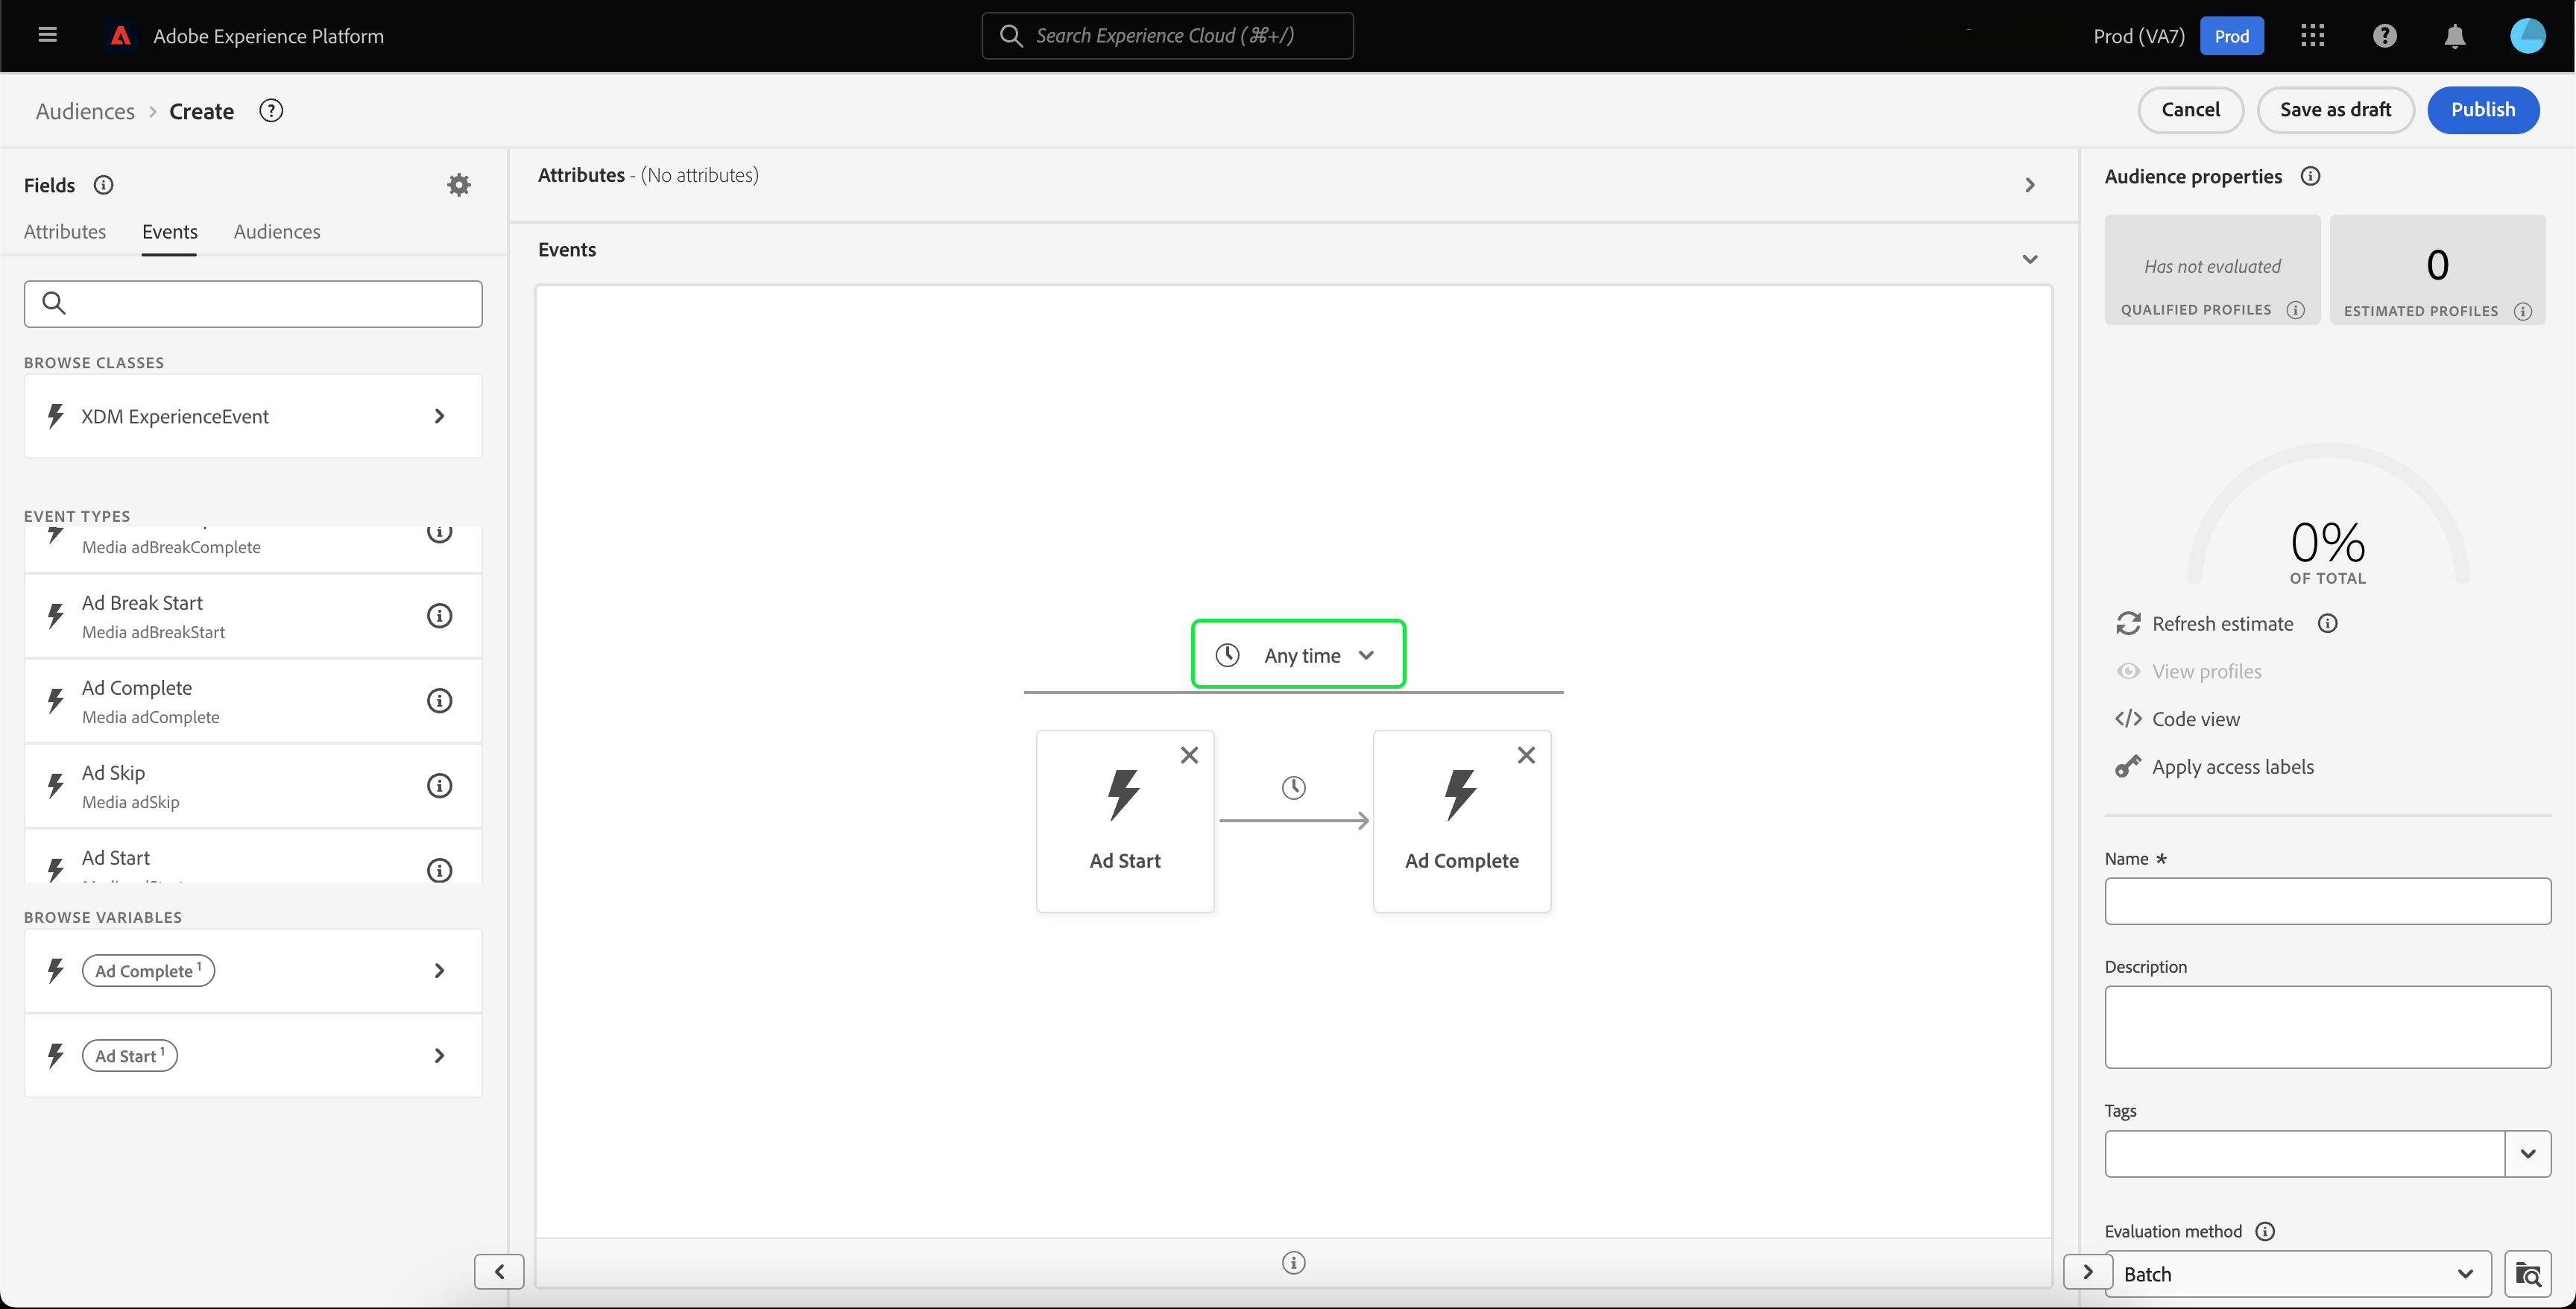 Adobe Experience Platform
Search Experience Cloud (⌘+/)
Prod (VA7)
Prod
Audiences > Create
Cancel
Save as draft
Publish
Fields
Attributes
Events
Audiences
BROWSE CLASSES
XDM ExperienceEvent
EVENT TYPES
Media adBreakComplete
Ad Break Start
Media adBreakStart
Ad Complete
Media adComplete
Ad Skip
Media adSkip
Ad Start
BROWSE VARIABLES
Ad Complete 1
Ad Start 1
Attributes - (No attributes)
Events
Any time
Ad Start
Ad Complete
Audience properties
Has not evaluated
QUALIFIED PROFILES
0
ESTIMATED PROFILES
0%
OF TOTAL
Refresh estimate
View profiles
Code view
Apply access labels
Name *
Description
Tags
Evaluation method
Batch